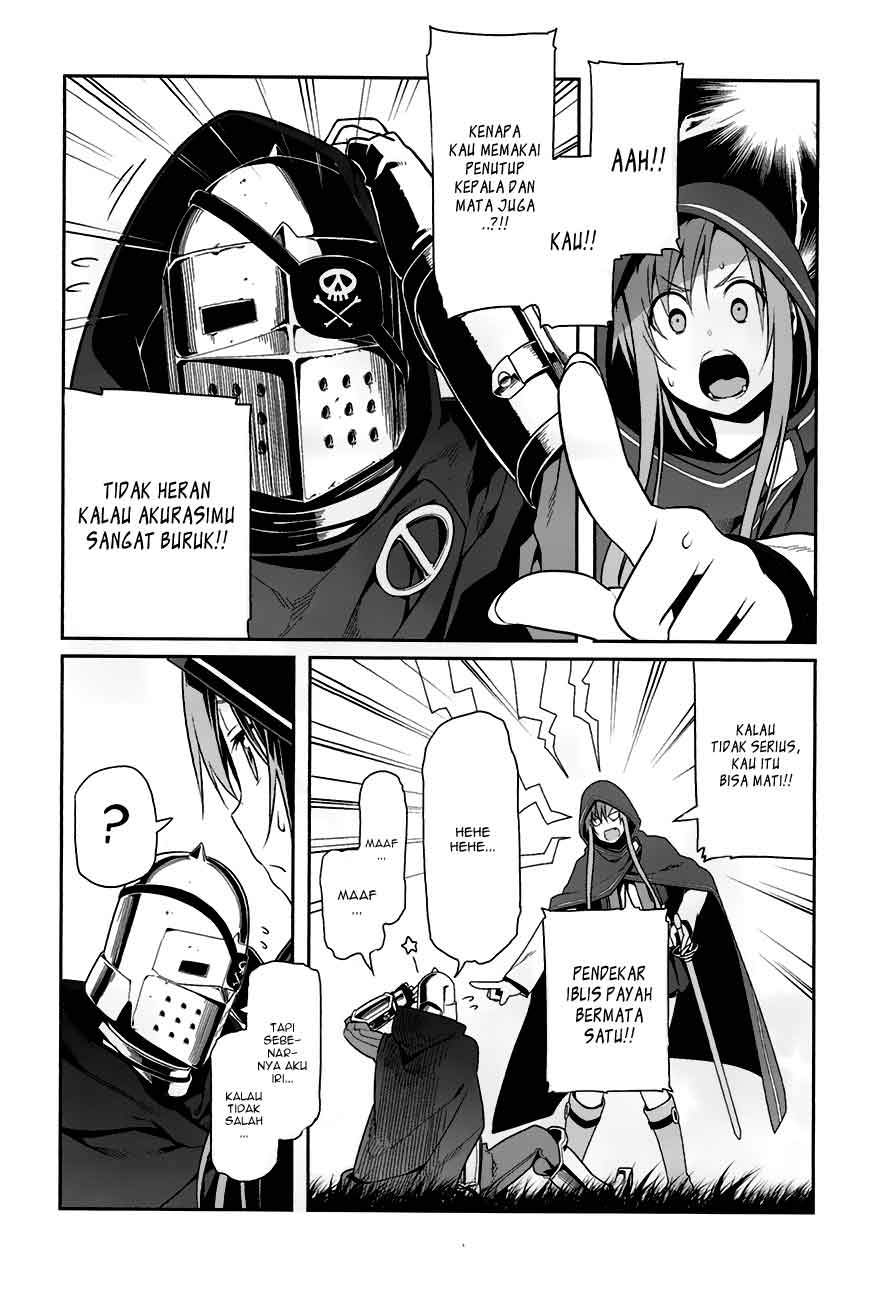 AAH!!
KAU!!
KENAPA
KAU MEMAKAI
PENUTUP
KEPALA DAN
MATA JUGA
..?!!
TIDAK HERAN
KALAU AKURASIMU
SANGAT BURUK!!
KALAU
TIDAK SERIUS,
KAU ITU
BISA MATI!!
PENDEKAR
IBLIS PAYAH
BERMATA
SATU!!
HEHE
HEHE...
MAAF
...
MAAF
...
?
TAPI
SEBE-
NAR-
NYA AKU
IRI...
KALAU
TIDAK
SALAH
...